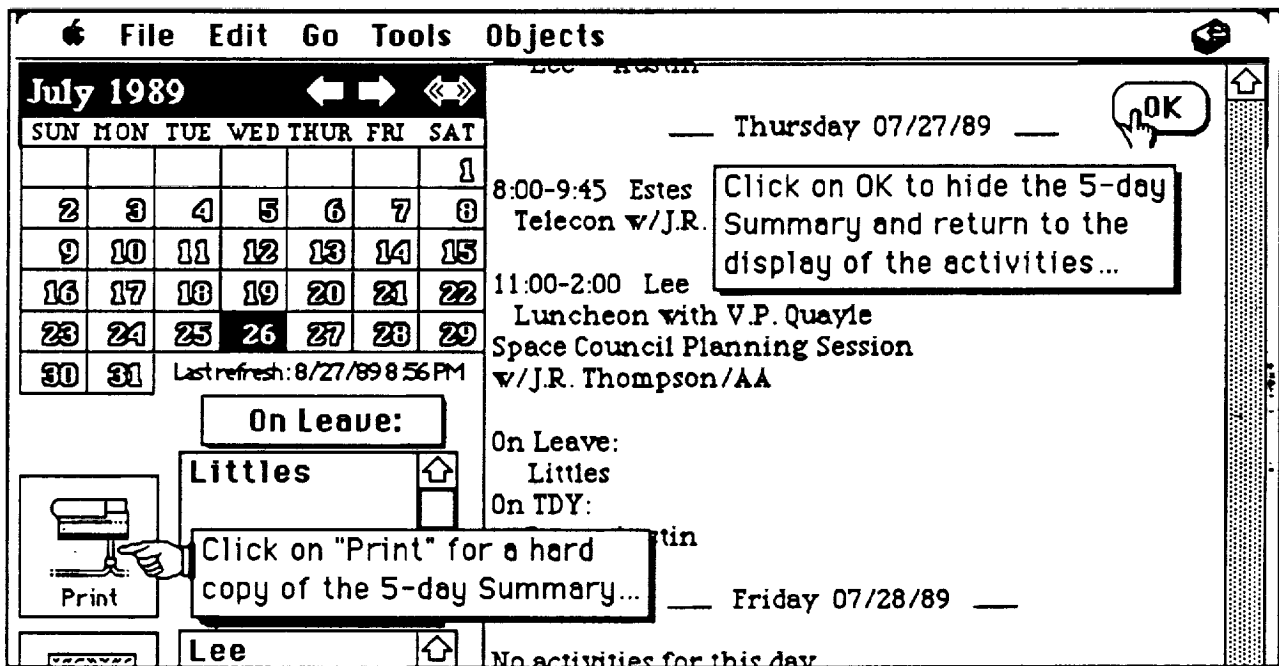 File Edit Go Tools Objects
July 1989
SUN MON TUE WED THUR FRI SAT
1
2 3 4 5 6 7 8
9 10 11 12 13 14 15
16 17 18 19 20 21 22
23 24 25 26 27 28 29
30 31 Last refresh: 8/27/89 8:56 PM
On Leave:
Littles
Print
Click on "Print" for a hard
copy of the 5-day Summary...
Lee
Lee Austin
Thursday 07/27/89
OK
8:00-9:45 Estes
Telecon w/J.R.
Click on OK to hide the 5-day
Summary and return to the
display of the activities...
11:00-2:00 Lee
Luncheon with V.P. Quayle
Space Council Planning Session
w/J.R. Thompson/AA
On Leave:
Littles
On TDY:
tin
Friday 07/28/89
No activities for this day